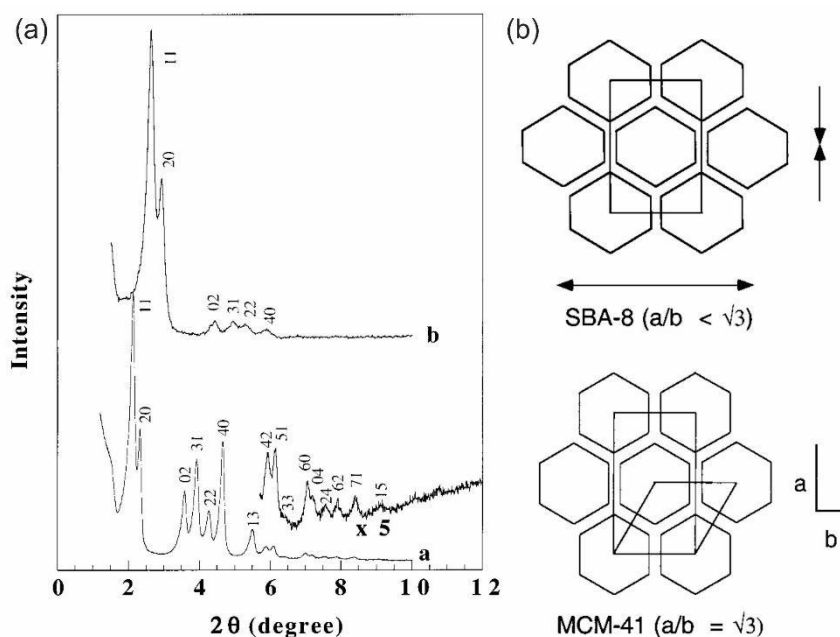 (a)
Intensity
11
20
02
31
22
40
b
11
20
02
31
22
40
13
42
51
33
60
04
24
62
71
15
x 5
a
0
2
4
6
8
10
12
2θ (degree)
(b)
SBA-8 (a/b < √3)
a
b
MCM-41 (a/b = √3)